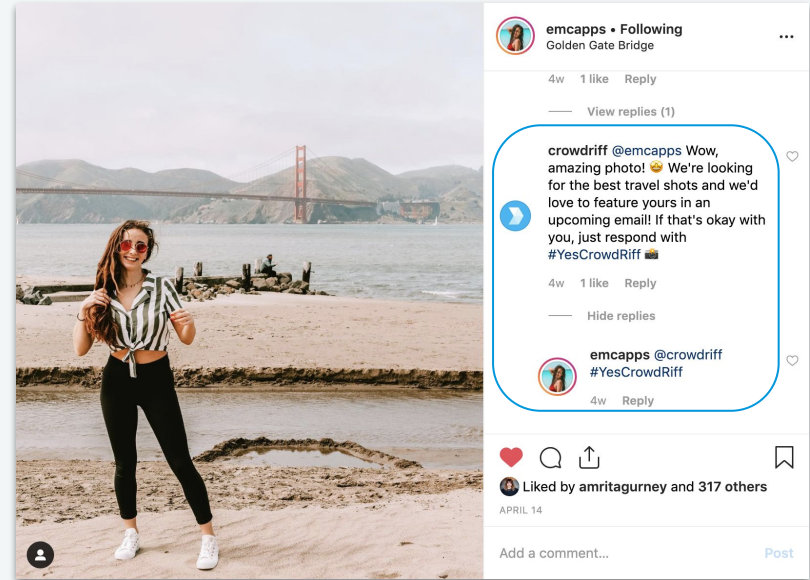 emcapps • Following
Golden Gate Bridge
4w 1 like Reply
View replies (1)
crowdriff @emcapps Wow,
amazing photo! 🤩 We're looking
for the best travel shots and we'd
love to feature yours in an
upcoming email! If that's okay with
you, just respond with
#YesCrowdRiff 📸
4w 1 like Reply
Hide replies
emcapps @crowdriff
#YesCrowdRiff
4w Reply
Liked by amritagurney and 317 others
APRIL 14
Add a comment... Post